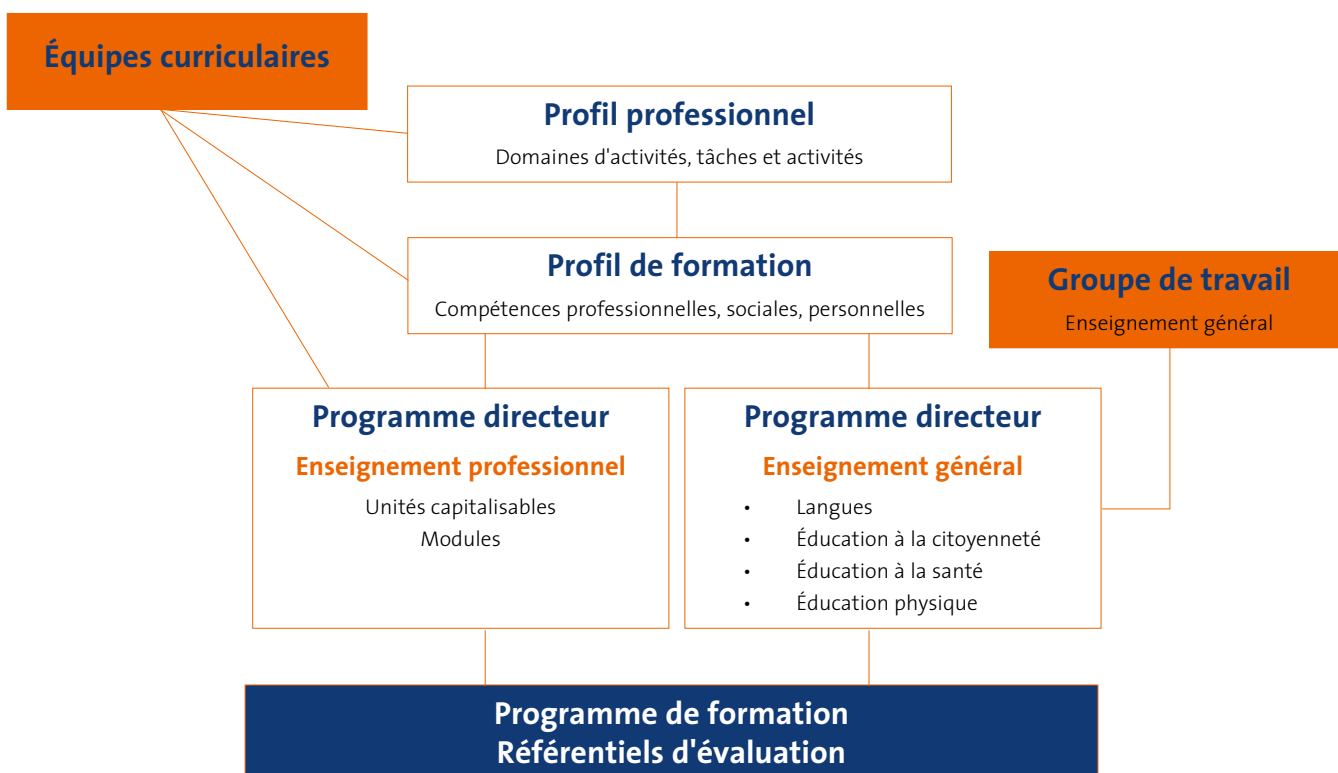 Équipes curriculaires
Profil professionnel
Domaines d'activités, tâches et activités
Profil de formation
Compétences professionnelles, sociales, personnelles
Groupe de travail
Enseignement général
Programme directeur
Enseignement professionnel
Unités capitalisables
Modules
Programme directeur
Enseignement général
• Langues
• Éducation à la citoyenneté
• Éducation à la santé
• Éducation physique
Programme de formation
Référentiels d'évaluation